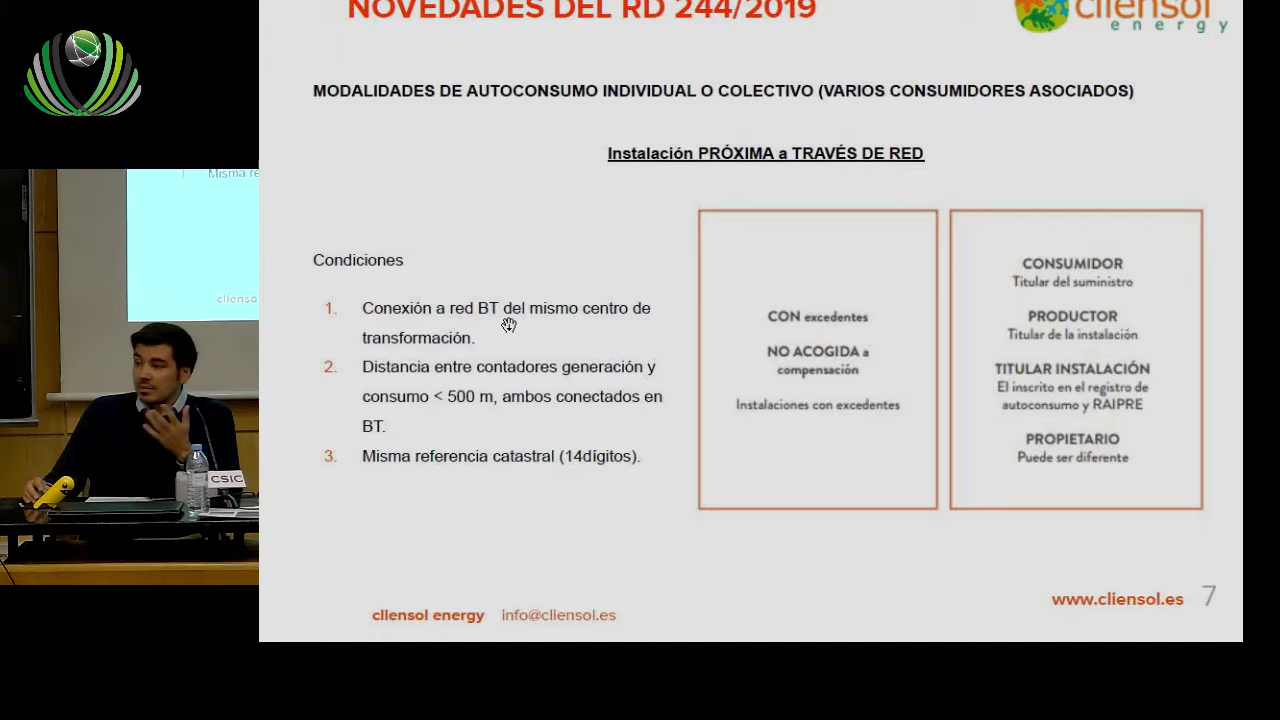 NOVEDADES DEL RD 244/2019
cliensol
energy
MODALIDADES DE AUTOCONSUMO INDIVIDUAL O COLECTIVO (VARIOS CONSUMIDORES ASOCIADOS)
Instalación PRÓXIMA a TRAVÉS DE RED
Condiciones
1. Conexión a red BT del mismo centro de
transformación.
2. Distancia entre contadores generación y
consumo < 500 m, ambos conectados en
BT.
3. Misma referencia catastral (14dígitos).
CON excedentes
NO ACOGIDA a
compensación
Instalaciones con excedentes
CONSUMIDOR
Titular del suministro
PRODUCTOR
Titular de la instalación
TITULAR INSTALACIÓN
El inscrito en el registro de
autoconsumo y RAIPRE
PROPIETARIO
Puede ser diferente
cliensol energy info@cliensol.es
www.cliensol.es 7
Misma re
clienso
CSIC